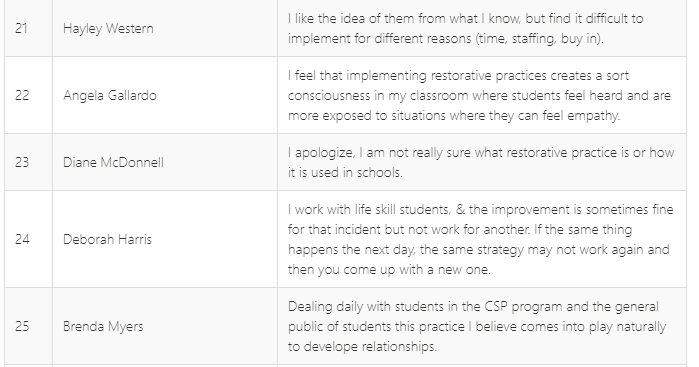 21 Hayley Western I like the idea of them from what I know, but find it difficult to
implement for different reasons (time, staffing, buy in).
22 Angela Gallardo I feel that implementing restorative practices creates a sort
consciousness in my classroom where students feel heard and are
more exposed to situations where they can feel empathy.
23 Diane McDonnell I apologize, I am not really sure what restorative practice is or how
it is used in schools.
24 Deborah Harris I work with life skill students, & the improvement is sometimes fine
for that incident but not work for another. If the same thing
happens the next day, the same strategy may not work again and
then you come up with a new one.
25 Brenda Myers Dealing daily with students in the CSP program and the general
public of students this practice I believe comes into play naturally
to develope relationships.